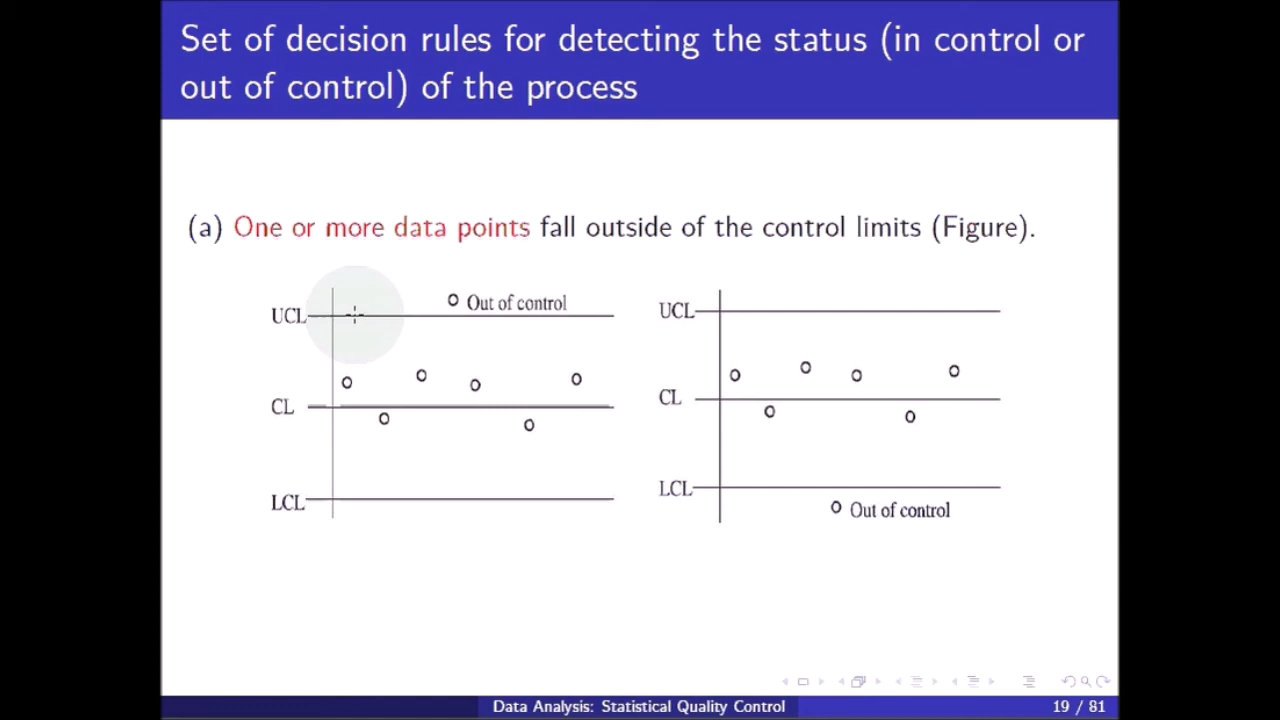 Set of decision rules for detecting the status (in control or
out of control) of the process
(a) One or more data points fall outside of the control limits (Figure).
UCL
Out of control
CL
LCL
UCL
CL
LCL
Out of control
Data Analysis: Statistical Quality Control
19 / 81